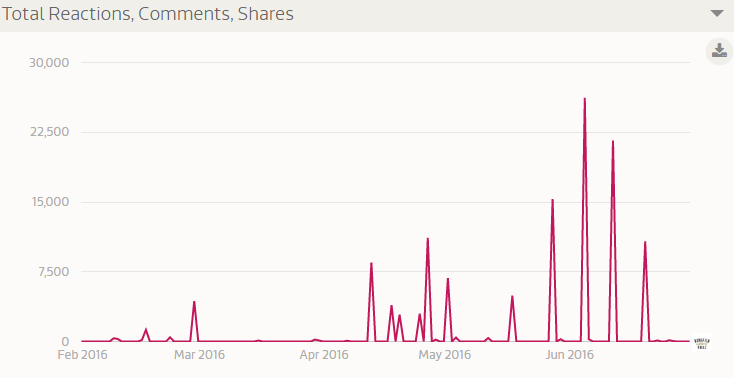 Total Reactions, Comments, Shares
30,000
22,500
15,000
7,500
0
Feb 2016 Mar 2016 Apr 2016 May 2016 Jun 2016